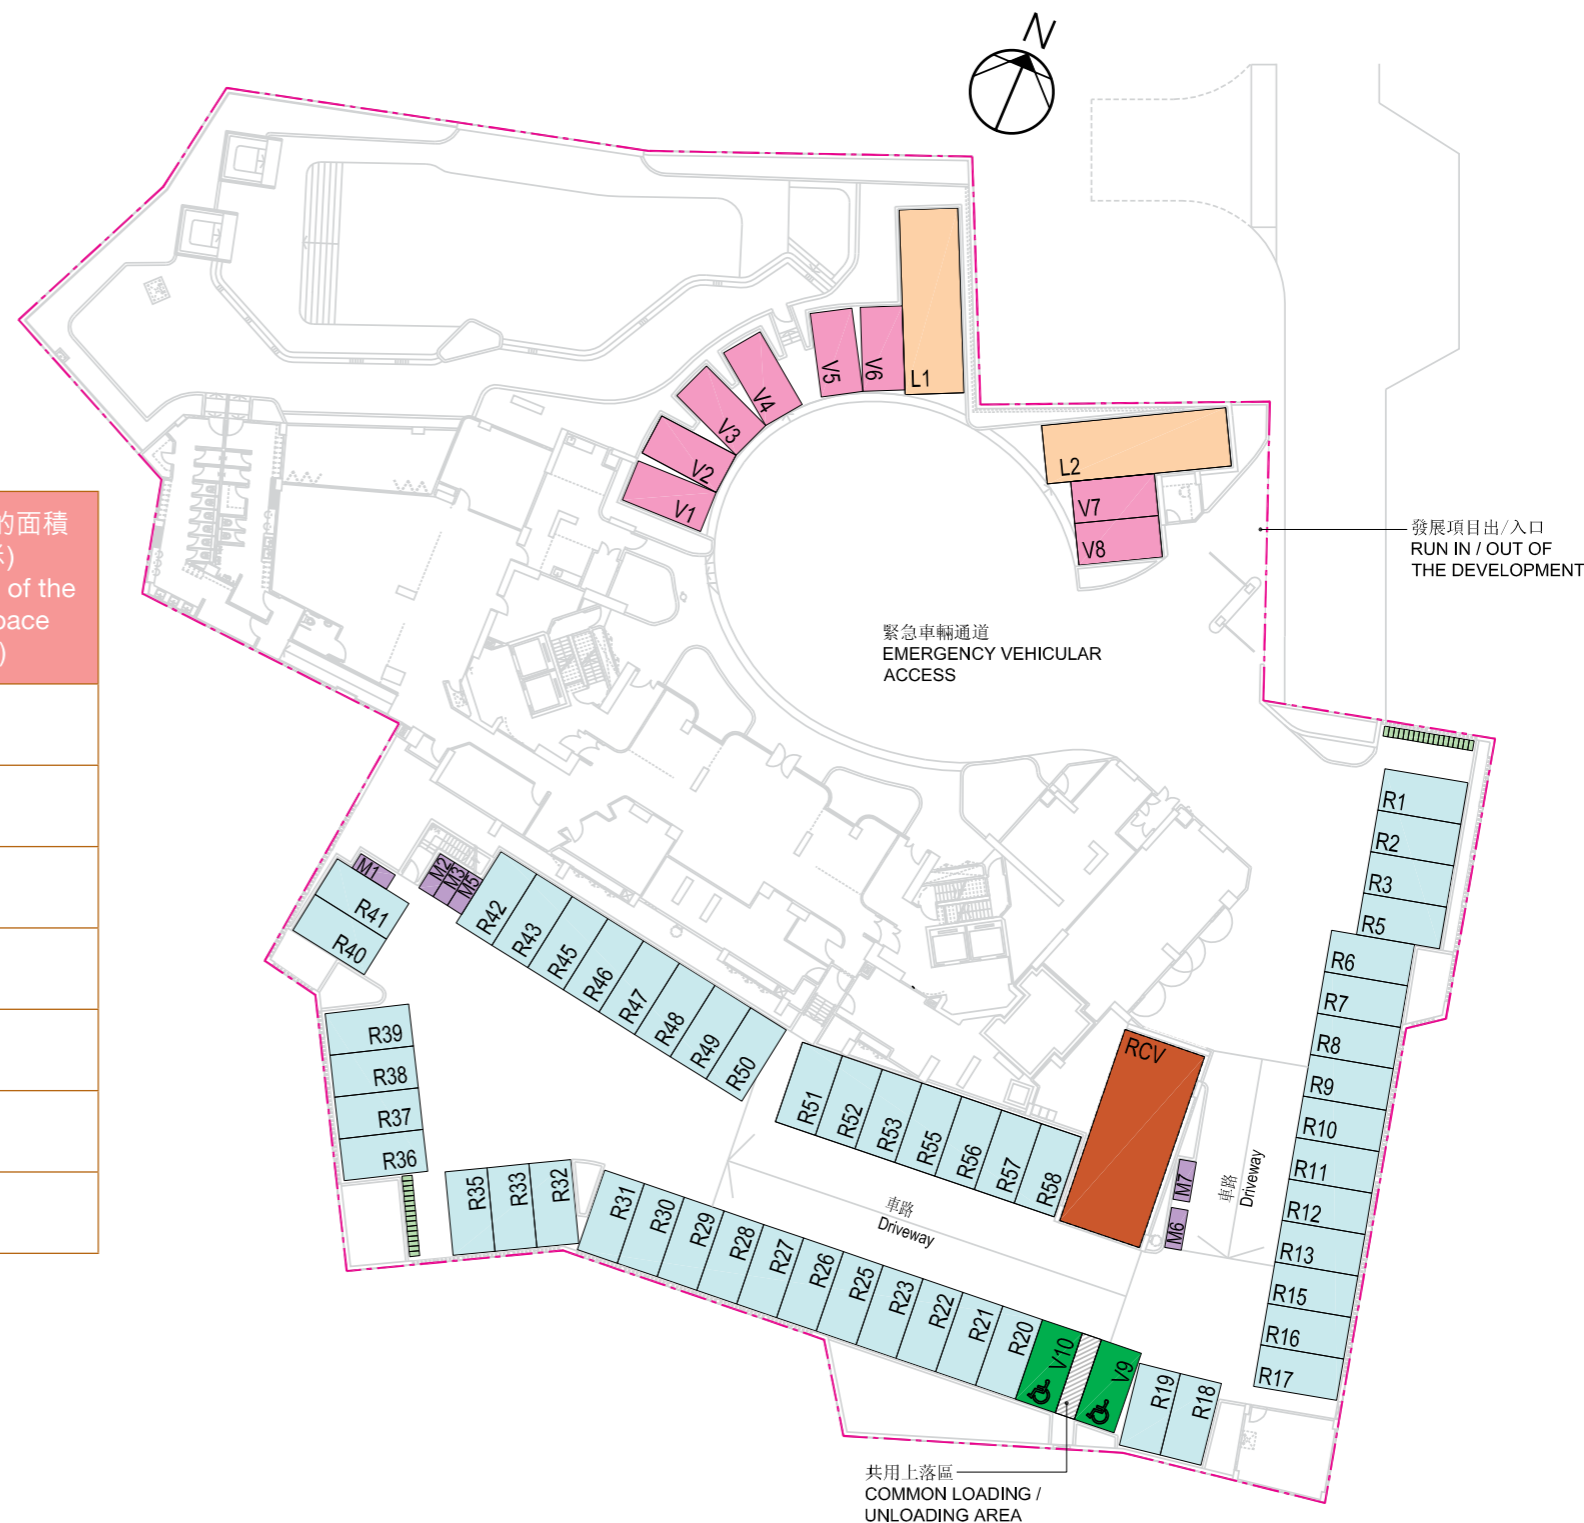 N
的面積
米)
of the
pace
)
V1
V2
V3
V4
V5
V6
L1
L2
V7
V8
發展項目出/入口
RUN IN / OUT OF
THE DEVELOPMENT
緊急車輛通道
EMERGENCY VEHICULAR
ACCESS
R1
R2
R3
R5
R6
R7
R8
R9
R10
R11
R12
R13
R15
R16
R17
M1
M2
M3
M5
R41
R40
R42
R43
R45
R46
R47
R48
R49
R50
R39
R38
R37
R36
R51
R52
R53
R55
R56
R57
R58
RCV
M7
M6
車路
Driveway
車路
Driveway
R35
R33
R32
R31
R30
R29
R28
R27
R26
R25
R23
R22
R21
R20
V10
V9
R19
R18
共用上落區
COMMON LOADING /
UNLOADING AREA